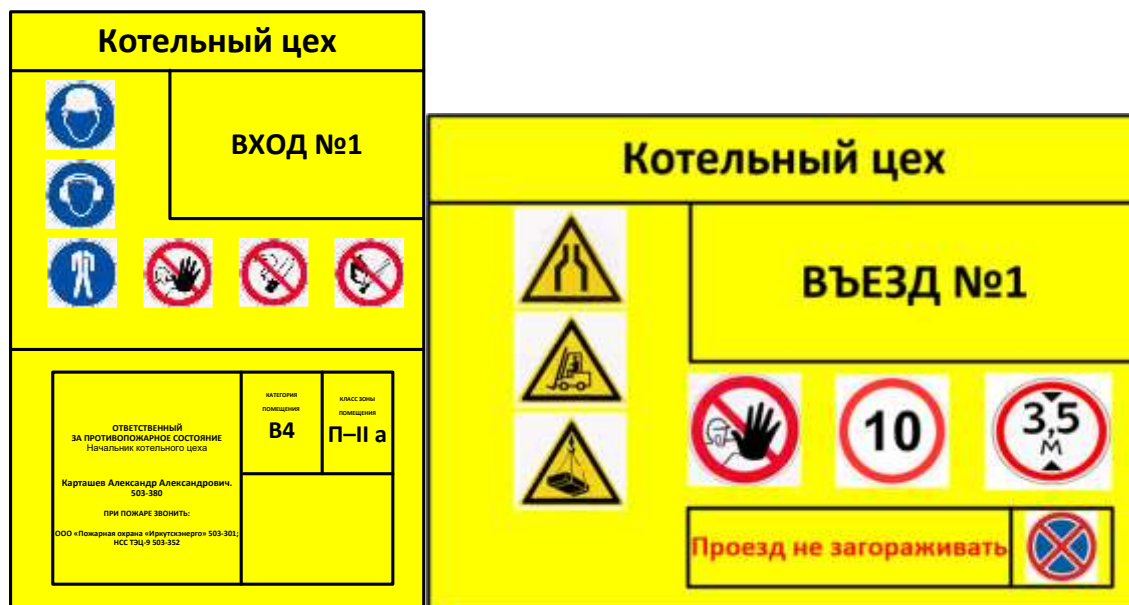 Котельный цех
ВХОД №1
ОТВЕТСТВЕННЫЙ
ЗА ПРОТИВОПОЖАРНОЕ СОСТОЯНИЕ
Начальник котельного цеха
Карташев Александр Александрович.
503-380
ПРИ ПОЖАРЕ ЗВОНИТЬ:
ООО «Пожарная охрана «Иркутскэнерго» 503-301;
НСС ТЭЦ-9 503-352
КАТЕГОРИЯ
ПОМЕЩЕНИЯ
В4
КЛАСС ЗОНЫ
ПОМЕЩЕНИЯ
П–II а
Котельный цех
ВЪЕЗД №1
10
3,5
М
Проезд не загораживать